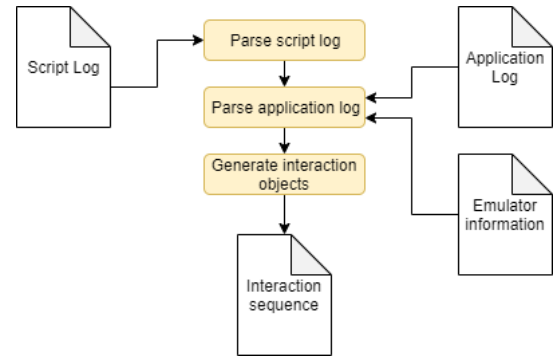 Script Log
Parse script log
Application
Log
Parse application log
Generate interaction
objects
Emulator
information
Interaction
sequence